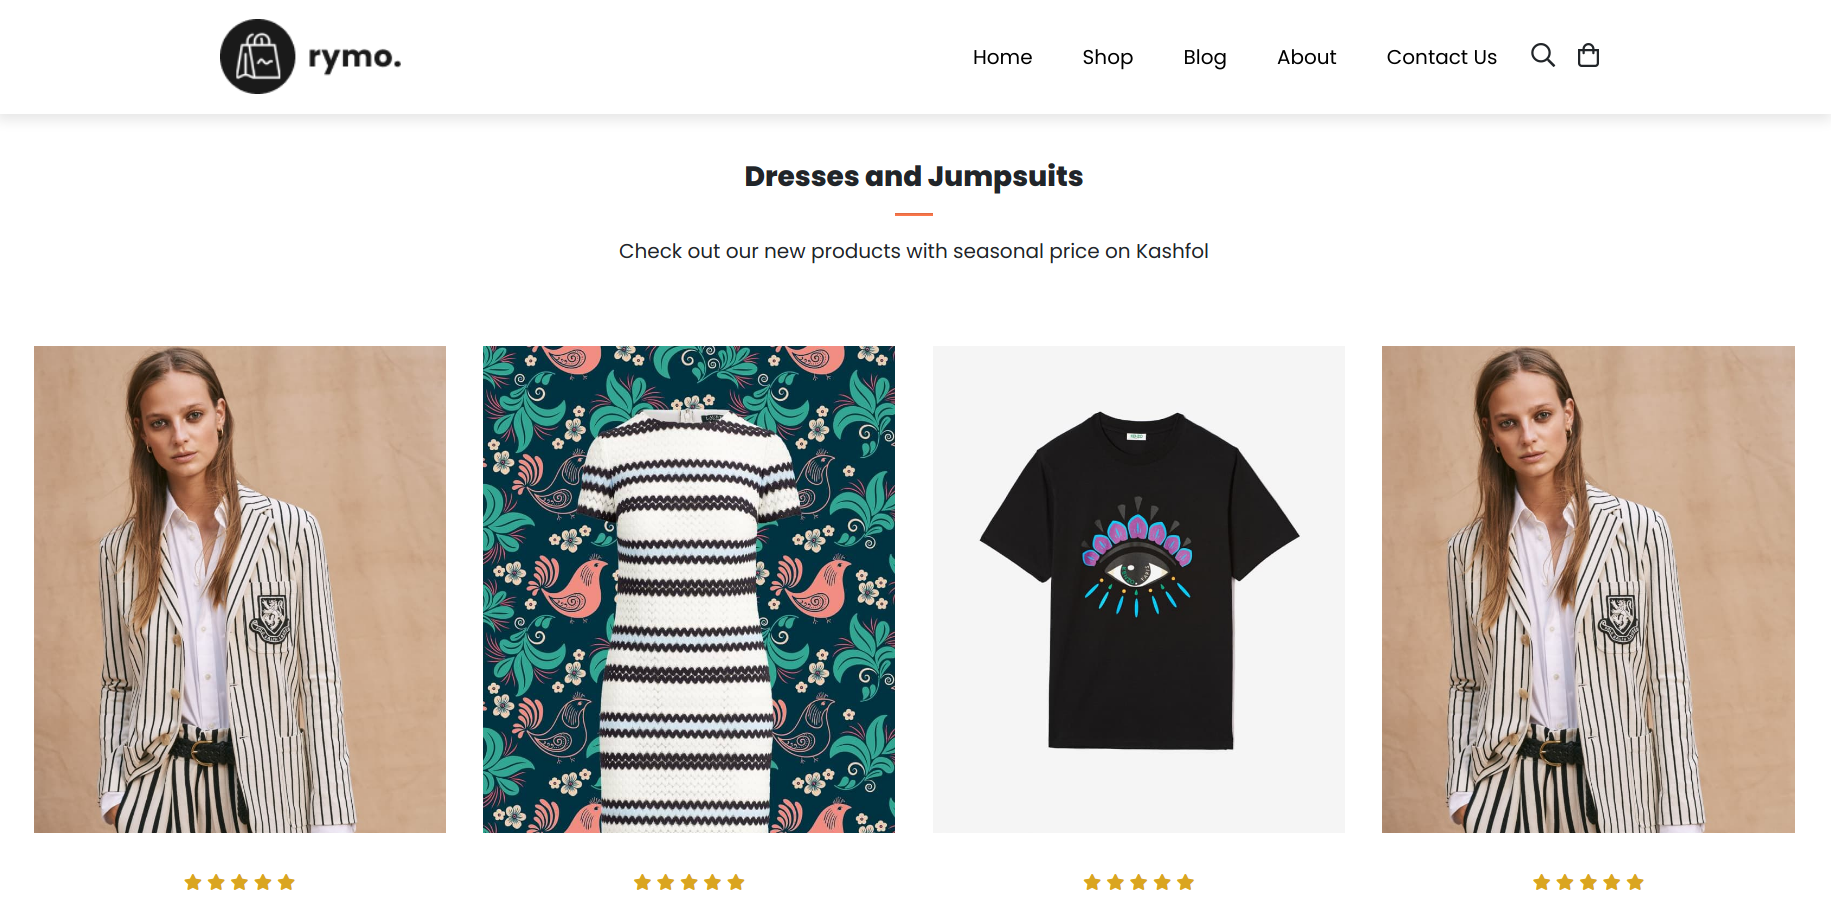 rymo.
Home Shop Blog About Contact Us
Dresses and Jumpsuits
Check out our new products with seasonal price on Kashfol